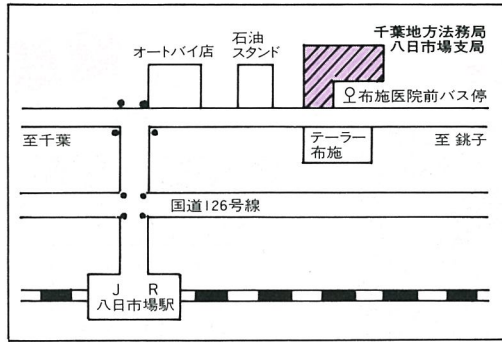 千葉地方法務局
八日市場支局
石油
スタンド
オートバイ店
布施医院前バス停
至千葉
テーラー
布施
至 銚子
国道126号線
J R
八日市場駅